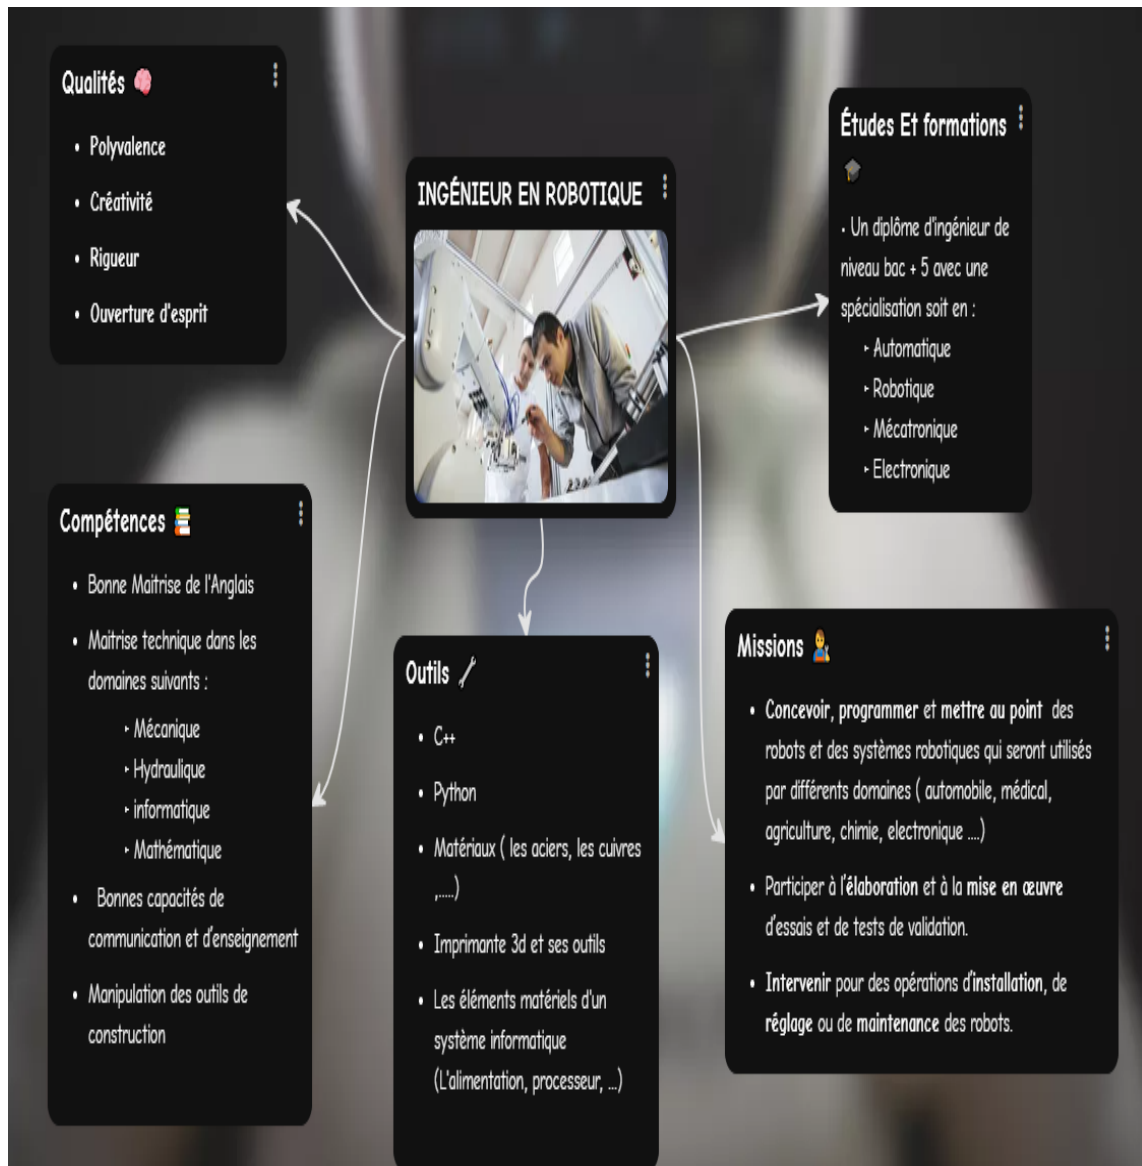 INGÉNIEUR EN ROBOTIQUE
Qualités 🧠
• Polyvalence
• Créativité
• Rigueur
• Ouverture d'esprit
Études Et formations
🎓
• Un diplôme d'ingénieur de
niveau bac + 5 avec une
spécialisation soit en :
‣ Automatique
‣ Robotique
‣ Mécatronique
‣ Electronique
Compétences 📚
• Bonne Maitrise de l'Anglais
• Maitrise technique dans les
domaines suivants :
‣ Mécanique
‣ Hydraulique
‣ informatique
‣ Mathématique
• Bonnes capacités de
communication et d'enseignement
• Manipulation des outils de
construction
Outils 🔧
• C++
• Python
• Matériaux ( les aciers, les cuivres
,.....)
• Imprimante 3d et ses outils
• Les éléments matériels d'un
système informatique
(L'alimentation, processeur, ...)
Missions 👨‍🔧
• Concevoir, programmer et mettre au point des
robots et des systèmes robotiques qui seront utilisés
par différents domaines ( automobile, médical,
agriculture, chimie, electronique ....)
• Participer à l'élaboration et à la mise en œuvre
d'essais et de tests de validation.
• Intervenir pour des opérations d'installation, de
réglage ou de maintenance des robots.